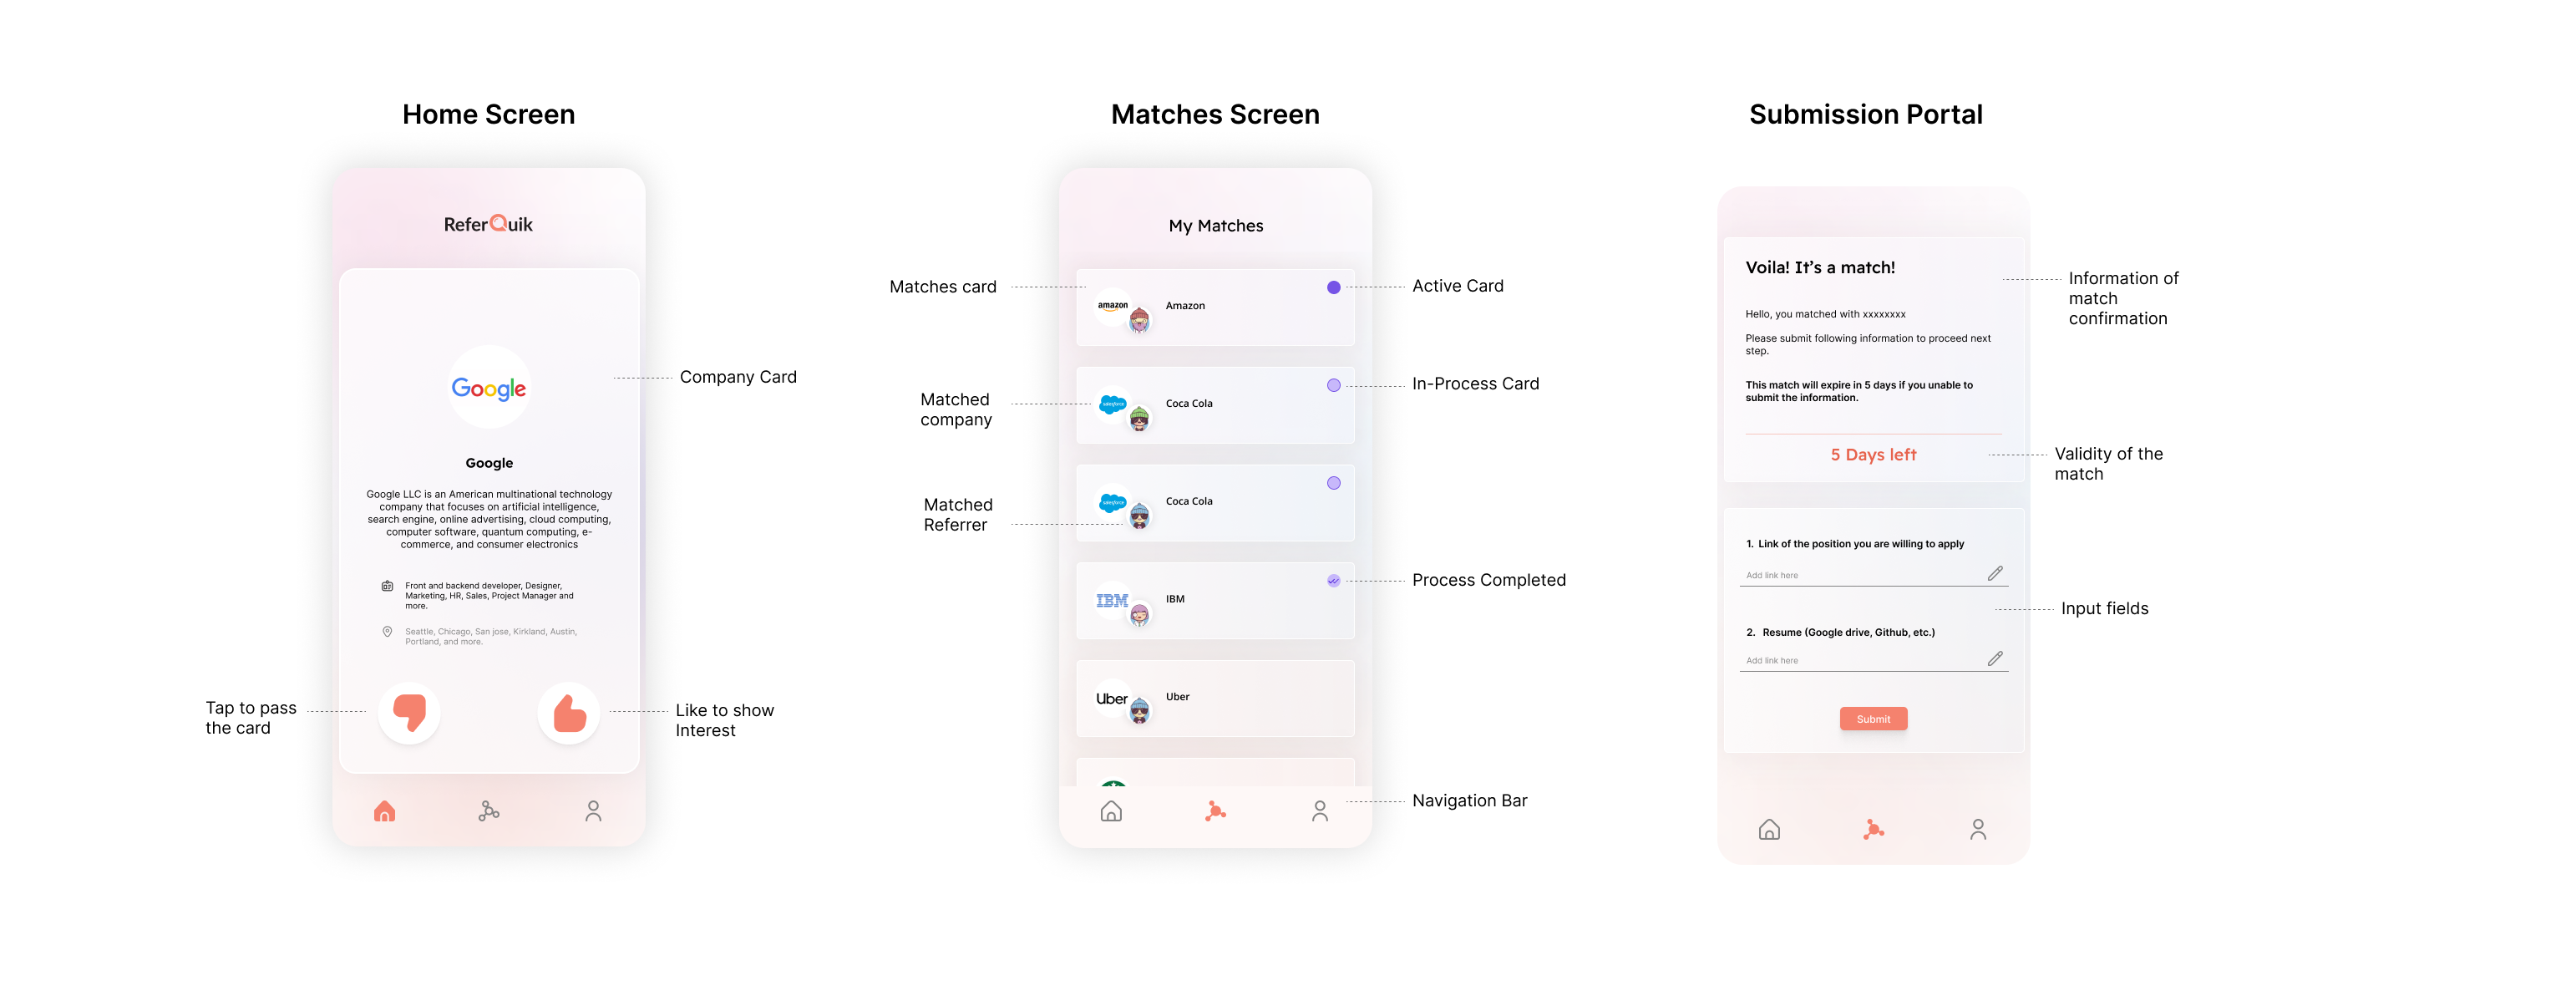 Home Screen
ReferQuik
Google
Google
Google LLC is an American multinational technology
company that focuses on artificial intelligence,
search engine, online advertising, cloud computing,
computer software, quantum computing, e-
commerce, and consumer electronics
Front and backend developer, Designer,
Marketing, HR, Sales, Project Manager and
more.
Seattle, Chicago, San jose, Kirkland, Austin,
Portland, and more.
Company Card
Tap to pass
the card
Like to show
Interest
Matches Screen
My Matches
Matches card
amazon
Amazon
Active Card
Matched
company
salesforce
Coca Cola
In-Process Card
Matched
Referrer
salesforce
Coca Cola
IBM
IBM
Process Completed
Uber
Uber
Navigation Bar
Submission Portal
Voila! It’s a match!
Hello, you matched with xxxxxxxx
Please submit following information to proceed next
step.
This match will expire in 5 days if you unable to
submit the information.
5 Days left
Information of
match
confirmation
Validity of the
match
1. Link of the position you are willing to apply
Add link here
2. Resume (Google drive, Github, etc.)
Add link here
Input fields
Submit